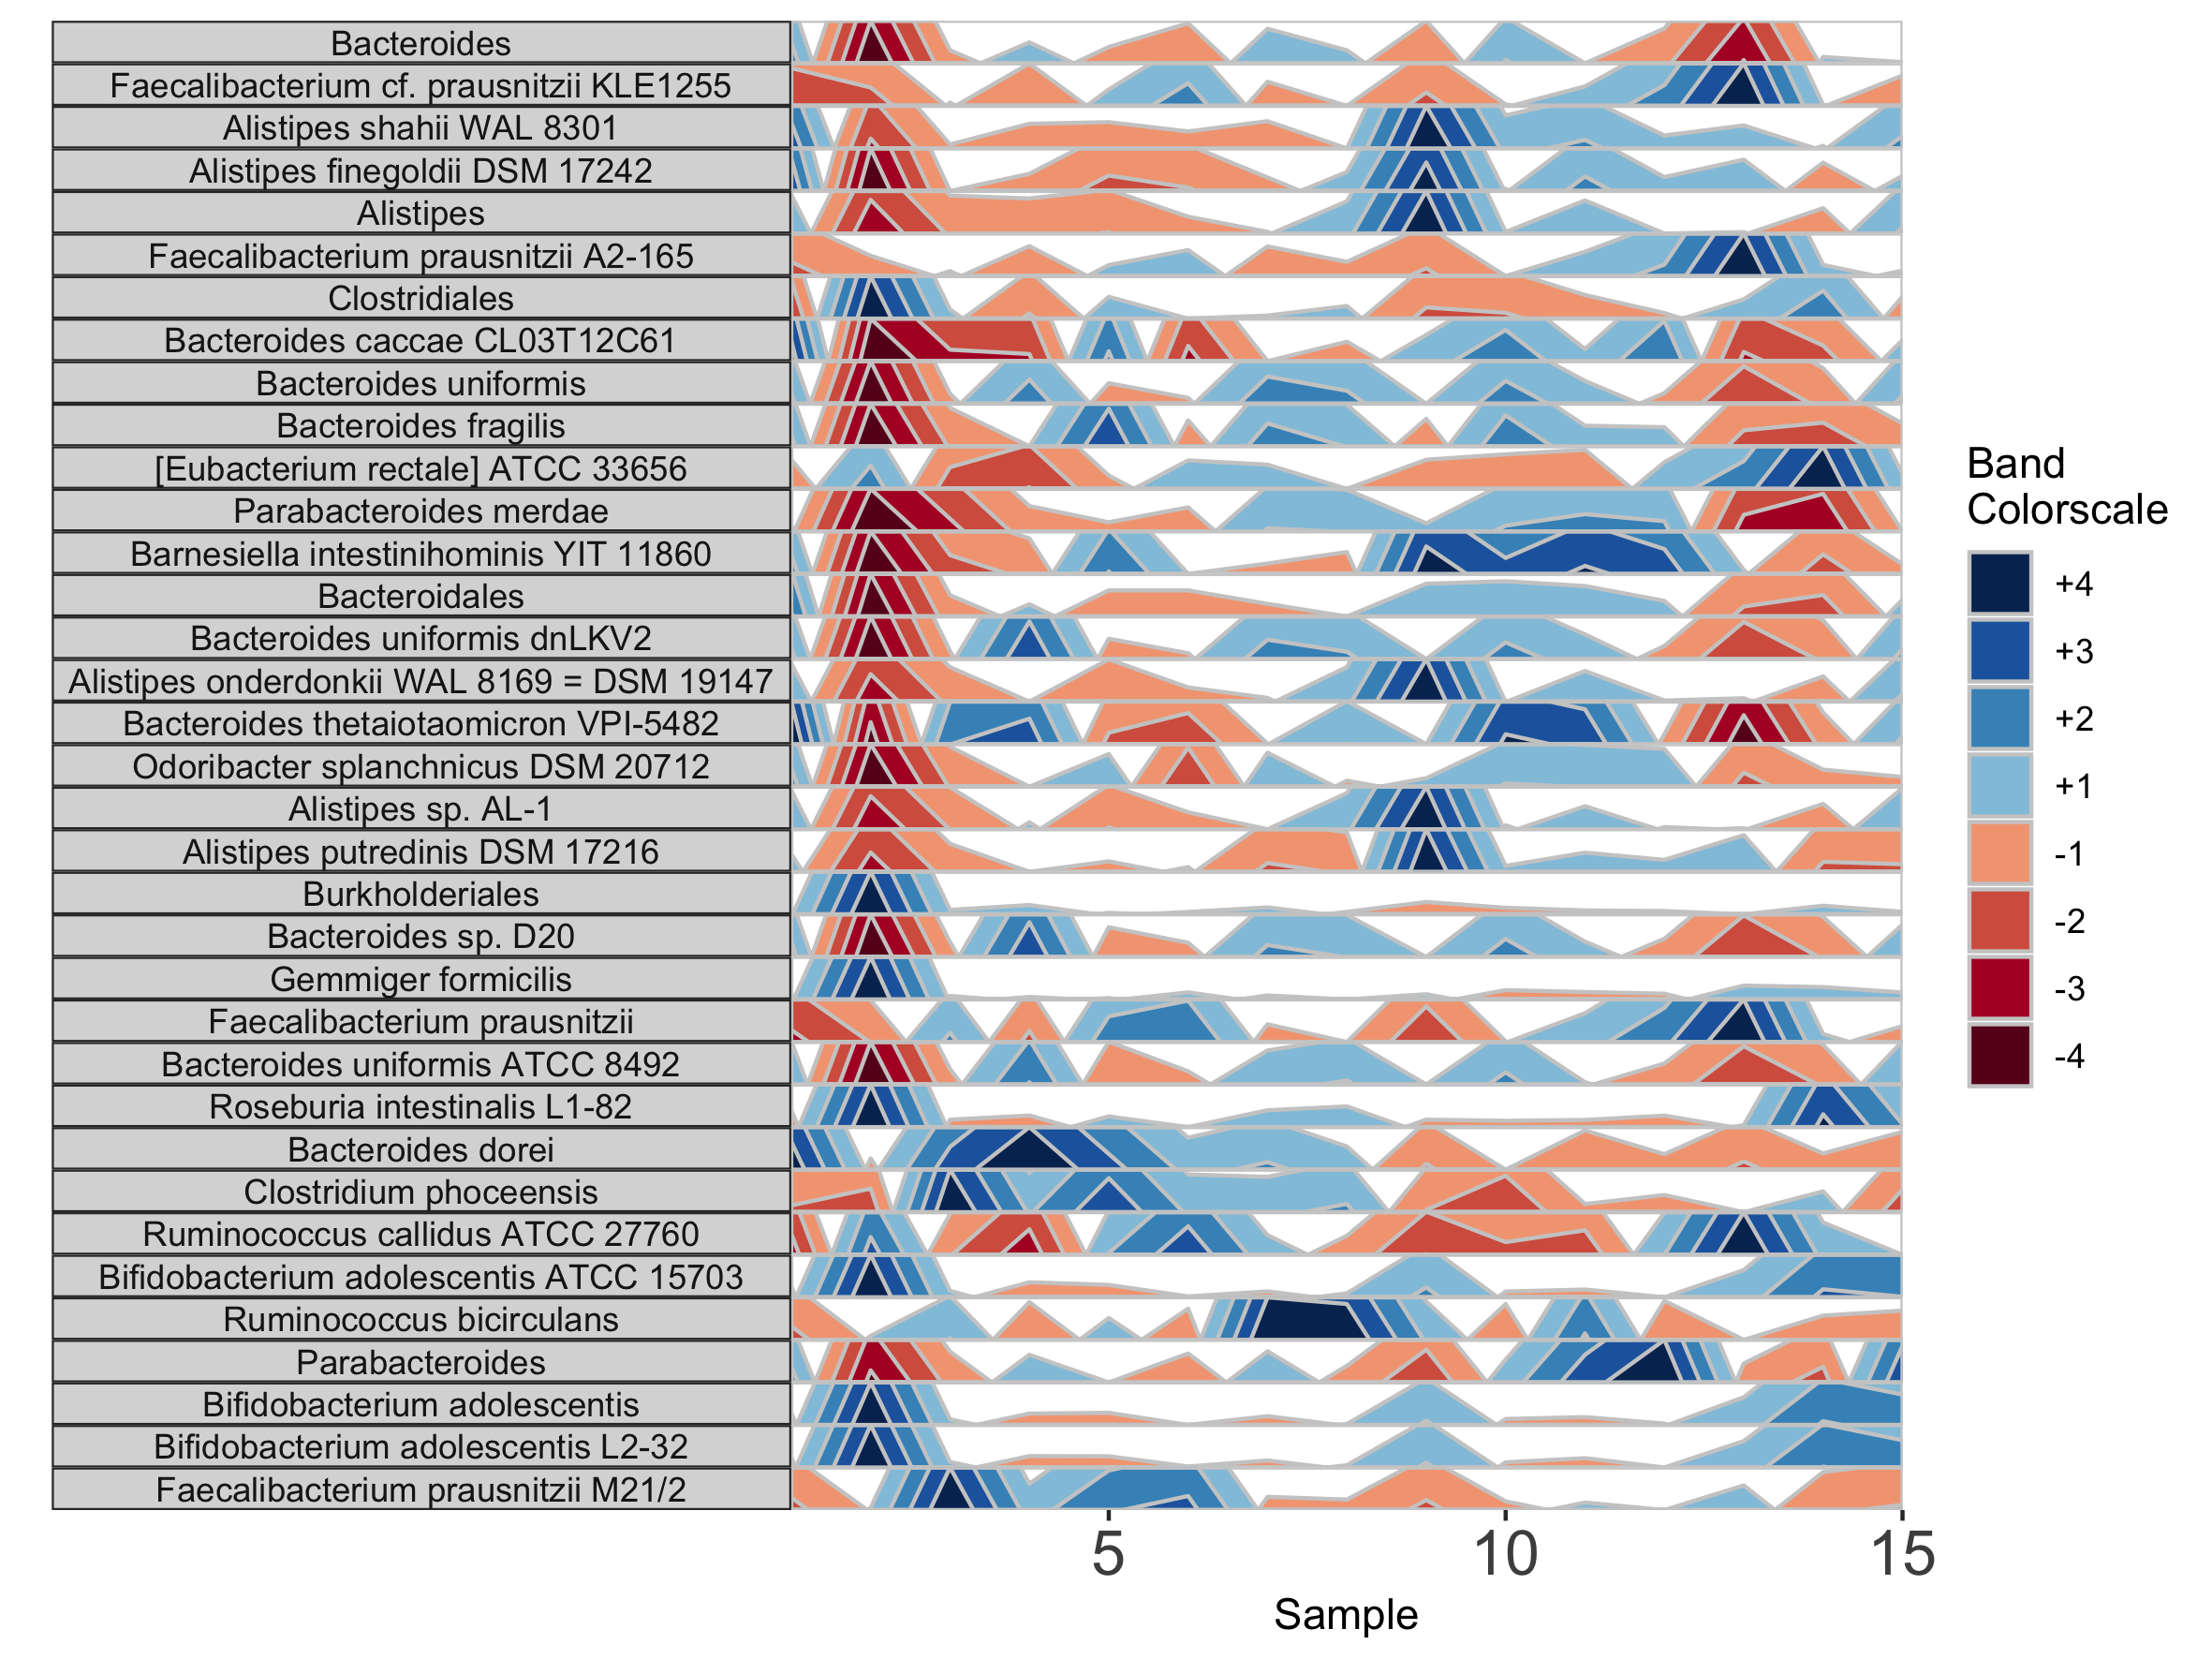 Bacteroides
Faecalibacterium cf. prausnitzii KLE1255
Alistipes shahii WAL 8301
Alistipes finegoldii DSM 17242
Alistipes
Faecalibacterium prausnitzii A2-165
Clostridiales
Bacteroides caccae CL03T12C61
Bacteroides uniformis
Bacteroides fragilis
[Eubacterium rectale] ATCC 33656
Parabacteroides merdae
Barnesiella intestinihominis YIT 11860
Bacteroidales
Bacteroides uniformis dnLKV2
Alistipes onderdonkii WAL 8169 = DSM 19147
Bacteroides thetaiotaomicron VPI-5482
Odoribacter splanchnicus DSM 20712
Alistipes sp. AL-1
Alistipes putredinis DSM 17216
Burkholderiales
Bacteroides sp. D20
Gemmiger formicilis
Faecalibacterium prausnitzii
Bacteroides uniformis ATCC 8492
Roseburia intestinalis L1-82
Bacteroides dorei
Clostridium phoceensis
Ruminococcus callidus ATCC 27760
Bifidobacterium adolescentis ATCC 15703
Ruminococcus bicirculans
Parabacteroides
Bifidobacterium adolescentis
Bifidobacterium adolescentis L2-32
Faecalibacterium prausnitzii M21/2
5 10 15
Sample
Band
Colorscale
+4
+3
+2
+1
-1
-2
-3
-4